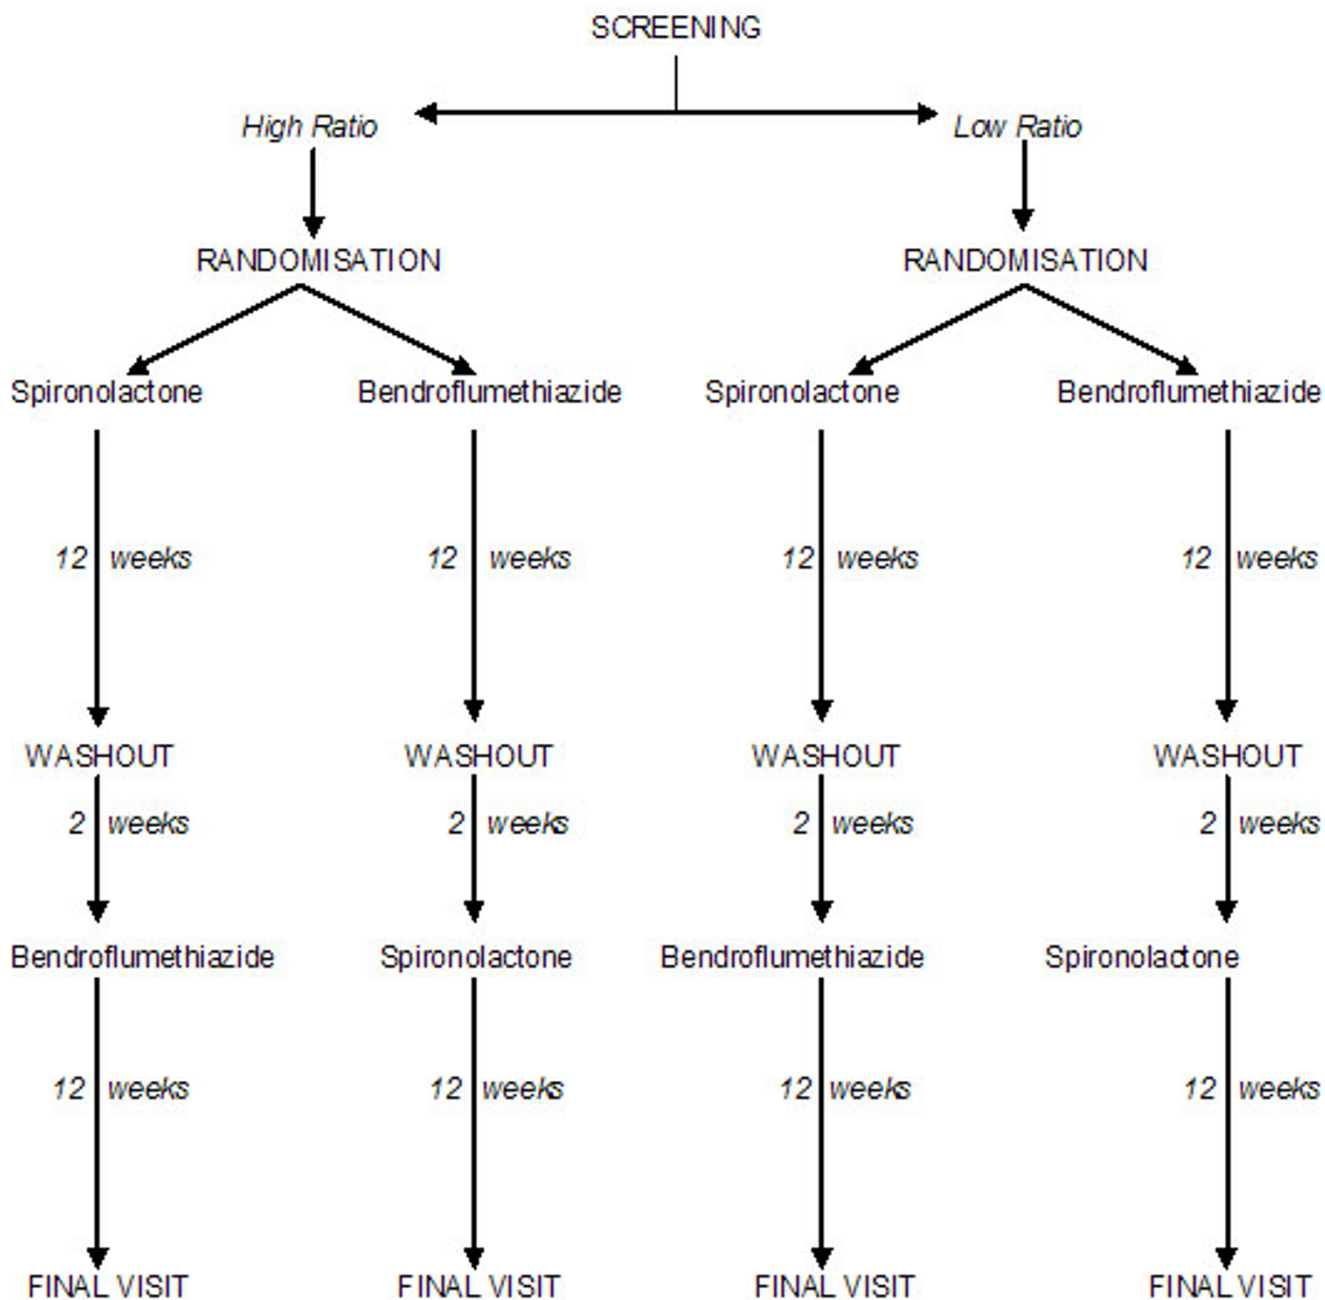 SCREENING
High Ratio Low Ratio
RANDOMISATION RANDOMISATION
Spironolactone Bendroflumethiazide Spironolactone Bendroflumethiazide
12 weeks 12 weeks 12 weeks 12 weeks
WASHOUT WASHOUT WASHOUT WASHOUT
2 weeks 2 weeks 2 weeks 2 weeks
Bendroflumethiazide Spironolactone Bendroflumethiazide Spironolactone
12 weeks 12 weeks 12 weeks 12 weeks
FINAL VISIT FINAL VISIT FINAL VISIT FINAL VISIT